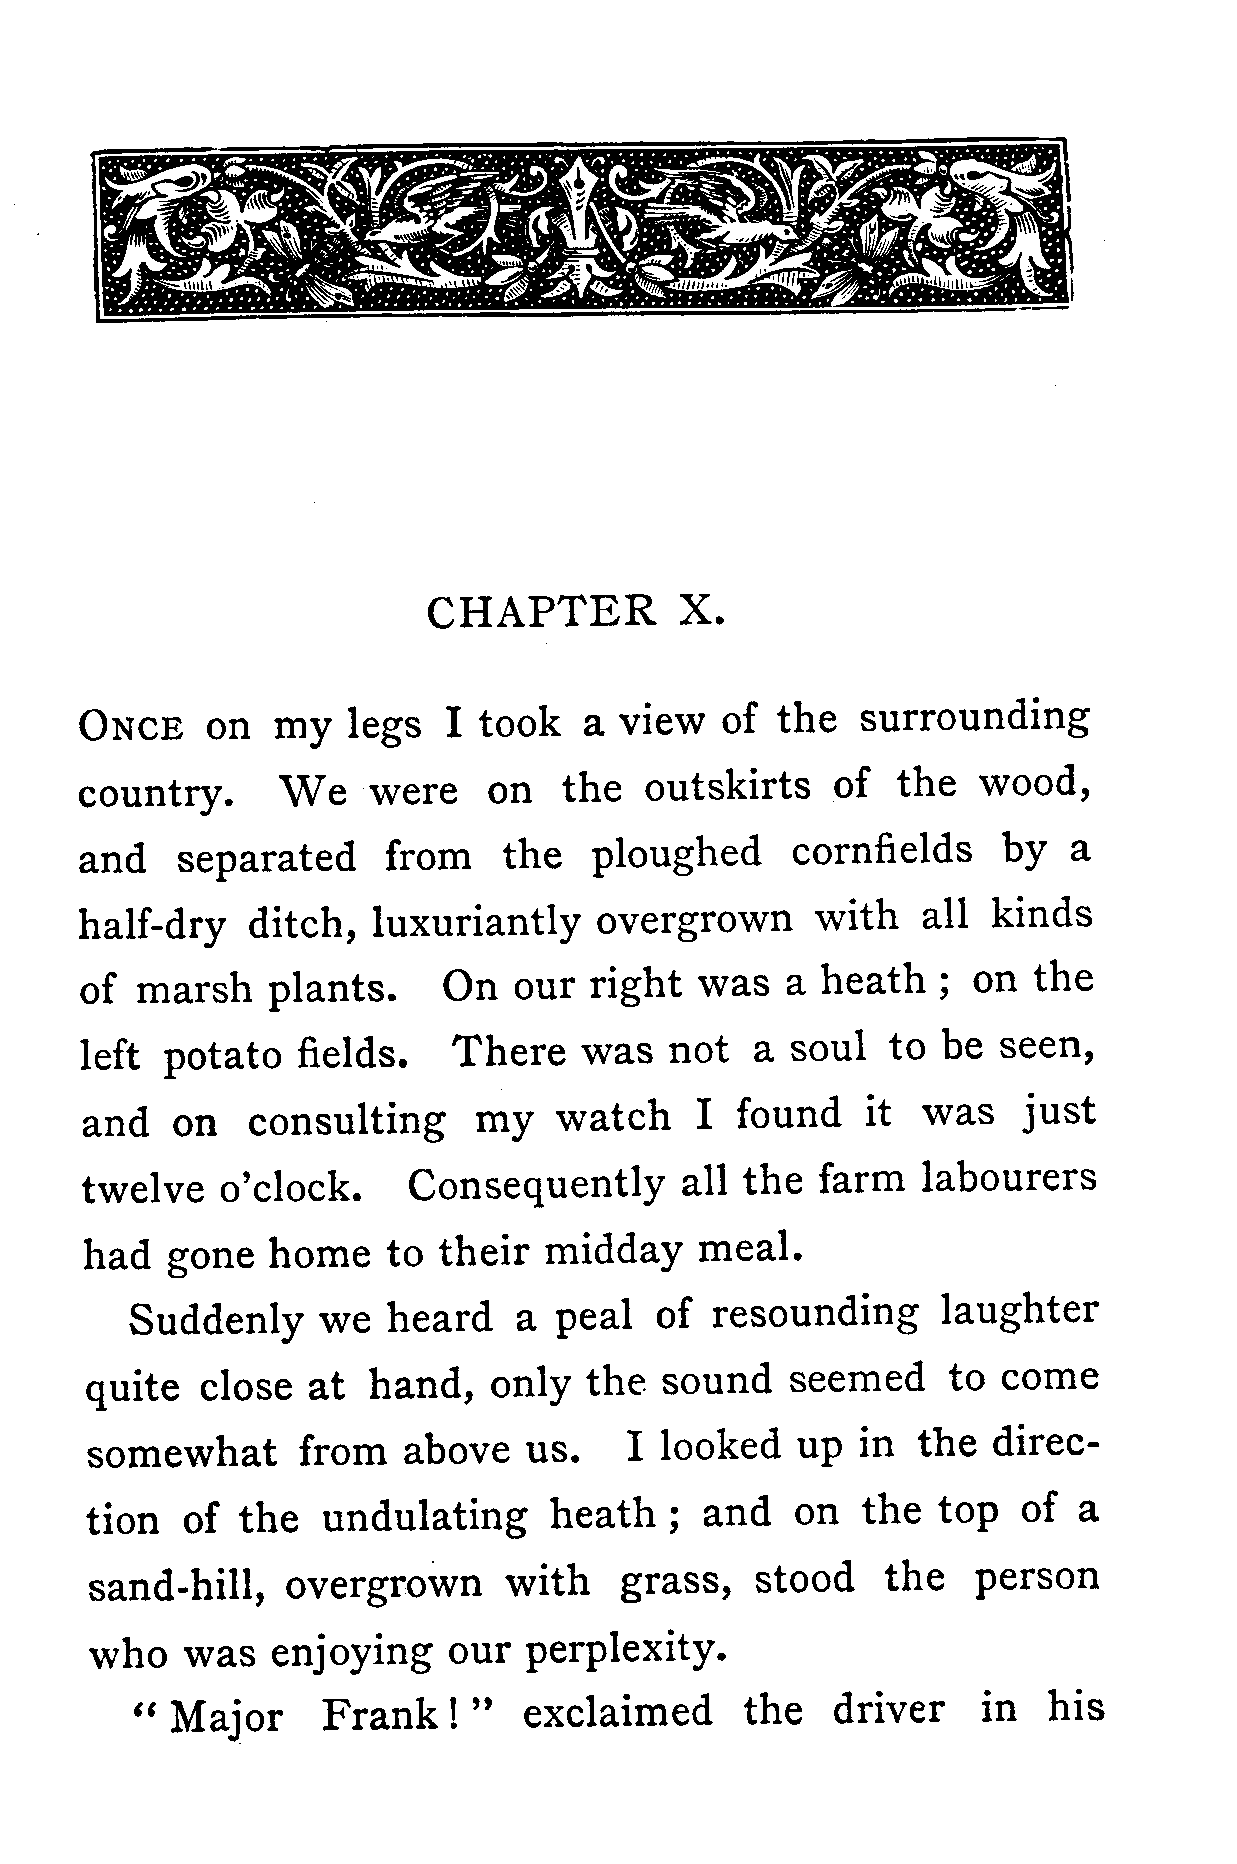 CHAPTER X.
ONCE on my legs I took a view of the surrounding
country. We were on the outskirts of the wood,
and separated from the ploughed cornfields by a
half-dry ditch, luxuriantly overgrown with all kinds
of marsh plants. On our right was a heath ; on the
left potato fields. There was not a soul to be seen,
and on consulting my watch I found it was just
twelve o'clock. Consequently all the farm labourers
had gone home to their midday meal.
Suddenly we heard a peal of resounding laughter
quite close at hand, only the sound seemed to come
somewhat from above us. I looked up in the direc-
tion of the undulating heath ; and on the top of a
sand-hill, overgrown with grass, stood the person
who was enjoying our perplexity.
“ Major Frank ! ” exclaimed the driver in his